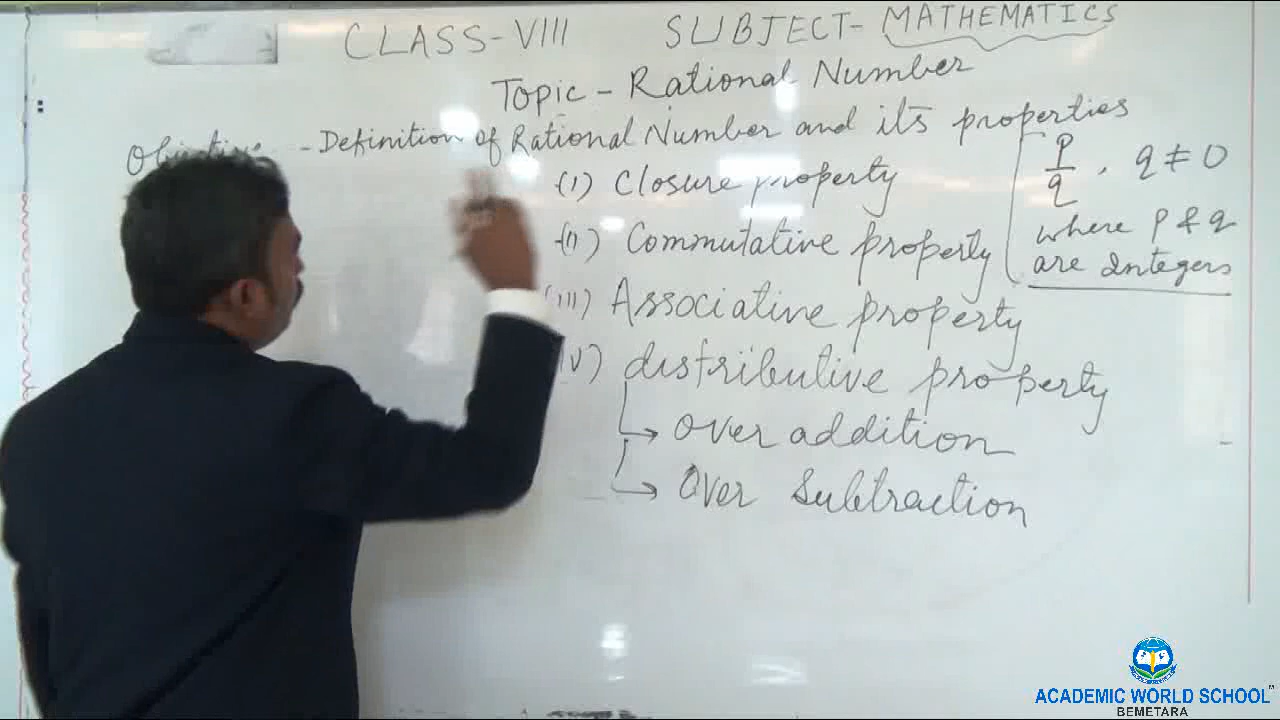 CLASS-VIII SUBJECT- MATHEMATICS
Topic - Rational Number
- Definition of Rational Number and its properties
(I) Closure property
(II) Commutative property
(III) Associative property
IV) distributive property
→ Over addition
→ Over Subtraction
p/q , q ≠ 0
where p & q
are Integers
ACADEMIC WORLD SCHOOL"
BEMETARA